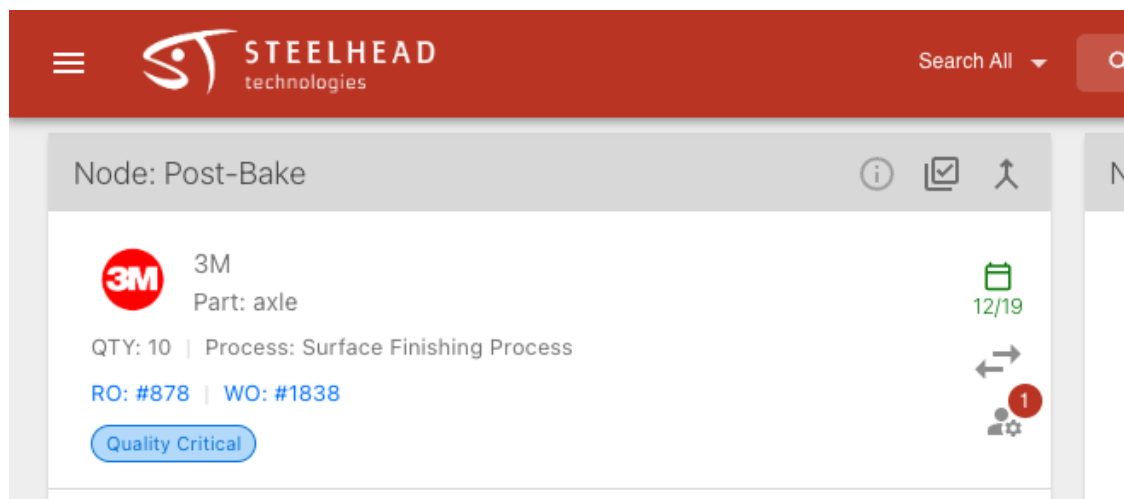 STEELHEAD
technologies
Search All
Node: Post-Bake
N
3M
3M
Part: axle
12/19
QTY: 10 | Process: Surface Finishing Process
RO: #878 | WO: #1838
1
Quality Critical